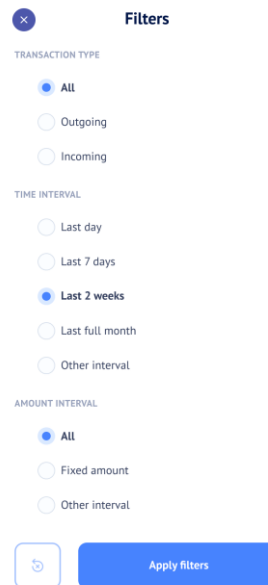 Filters
TRANSACTION TYPE
All
Outgoing
Incoming
TIME INTERVAL
Last day
Last 7 days
Last 2 weeks
Last full month
Other interval
AMOUNT INTERVAL
All
Fixed amount
Other interval
Apply filters